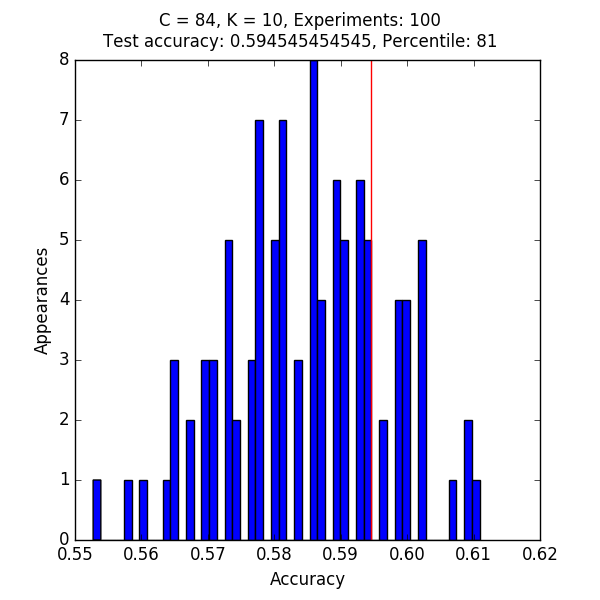 C = 84, K = 10, Experiments: 100
Test accuracy: 0.594545454545, Percentile: 81
8
7
6
5
4
3
2
1
0
Appearances
0.55 0.56 0.57 0.58 0.59 0.60 0.61 0.62
Accuracy